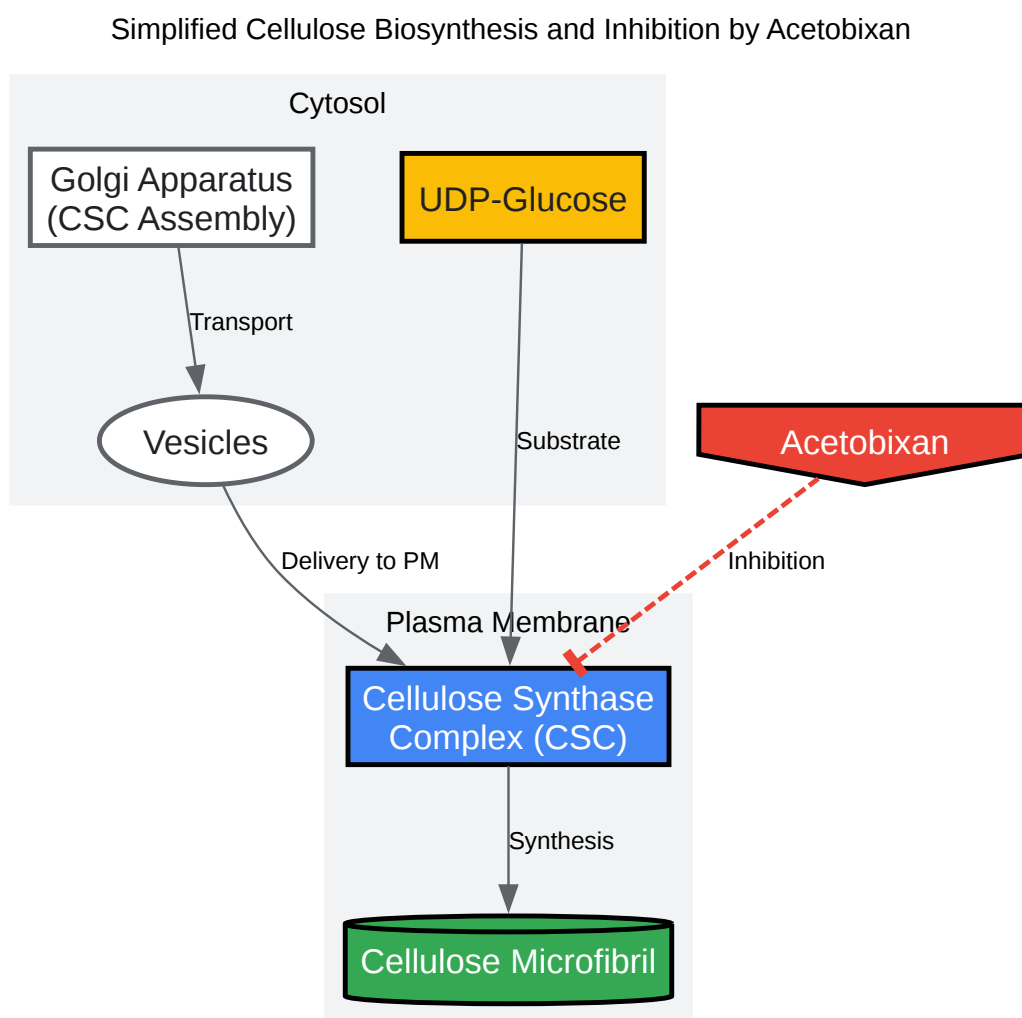 Simplified Cellulose Biosynthesis and Inhibition by Acetobixan
Cytosol
Golgi Apparatus
(CSC Assembly)
UDP-Glucose
Transport
Vesicles
Substrate
Acetobixan
Delivery to PM
Inhibition
Plasma Membrane
Cellulose Synthase
Complex (CSC)
Synthesis
Cellulose Microfibril